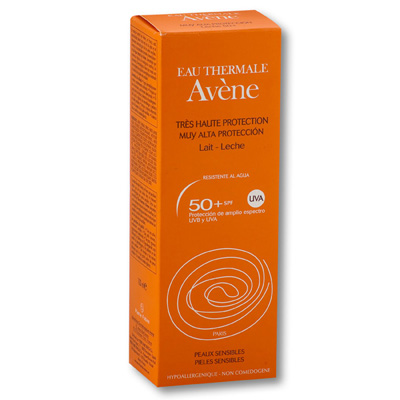 EAU THERMALE
Avène
TRÈS HAUTE PROTECTION
MUY ALTA PROTECCIÓN
Lait - Leche
RESISTENTE AL AGUA
50+ SPF
UVA
Protección de amplio espectro
UVB y UVA
PARIS
PEAUX SENSIBLES
PIELES SENSIBLES
HYPOALLERGÉNIQUE - NON COMÉDOGÈNE